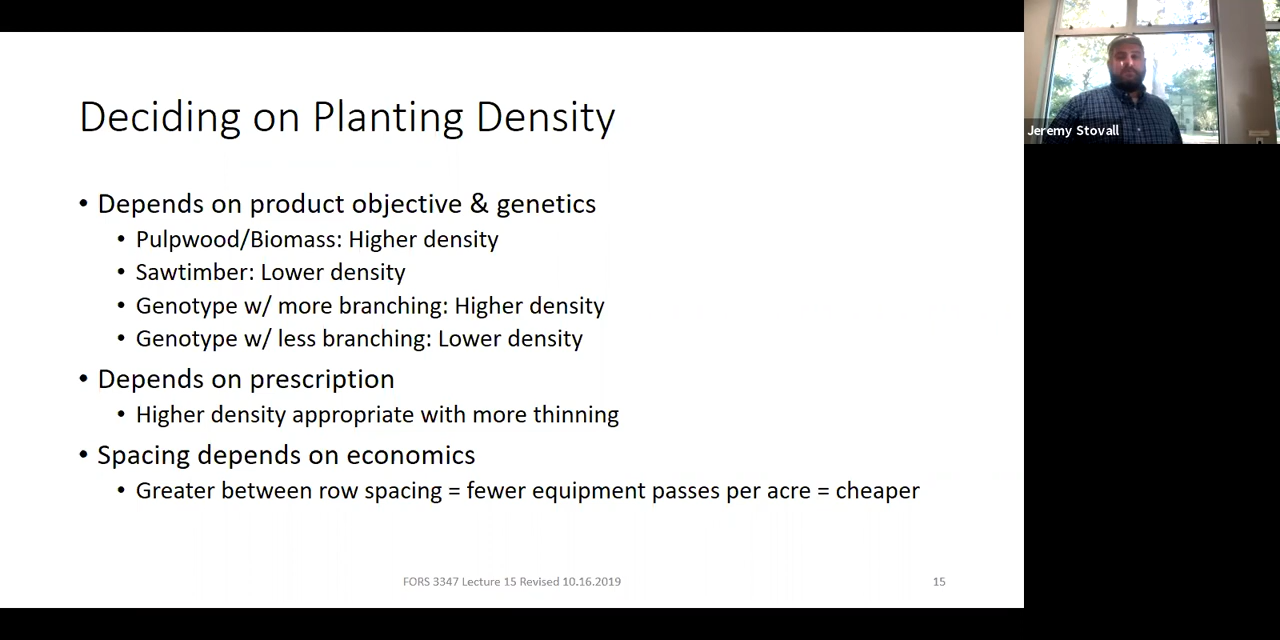 Deciding on Planting Density
• Depends on product objective & genetics
• Pulpwood/Biomass: Higher density
• Sawtimber: Lower density
• Genotype w/ more branching: Higher density
• Genotype w/ less branching: Lower density
• Depends on prescription
• Higher density appropriate with more thinning
• Spacing depends on economics
• Greater between row spacing = fewer equipment passes per acre = cheaper
FORS 3347 Lecture 15 Revised 10.16.2019
15
Jeremy Stovall